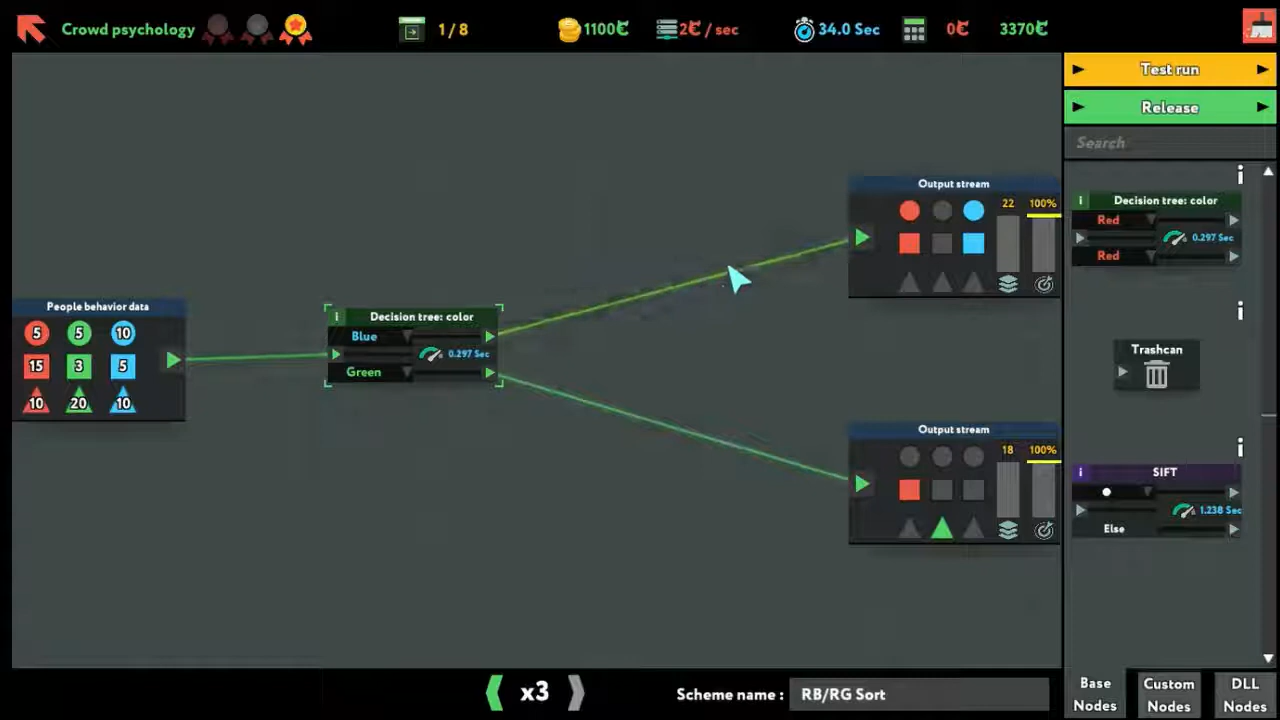 Crowd psychology
1 / 8
1100₠
2₠ / sec
34.0 Sec
0₠
3370₠
Test run
Release
Search
Output stream
22
100%
i
Decision tree: color
Red
0.297 Sec
Red
People behavior data
5 5 10
15 3 5
10 20 10
i
Decision tree: color
Blue
0.297 Sec
Green
Trashcan
Output stream
18
100%
i
SIFT
1.238 Sec
Else
x3
Scheme name :
RB/RG Sort
Base
Nodes
Custom
Nodes
DLL
Nodes